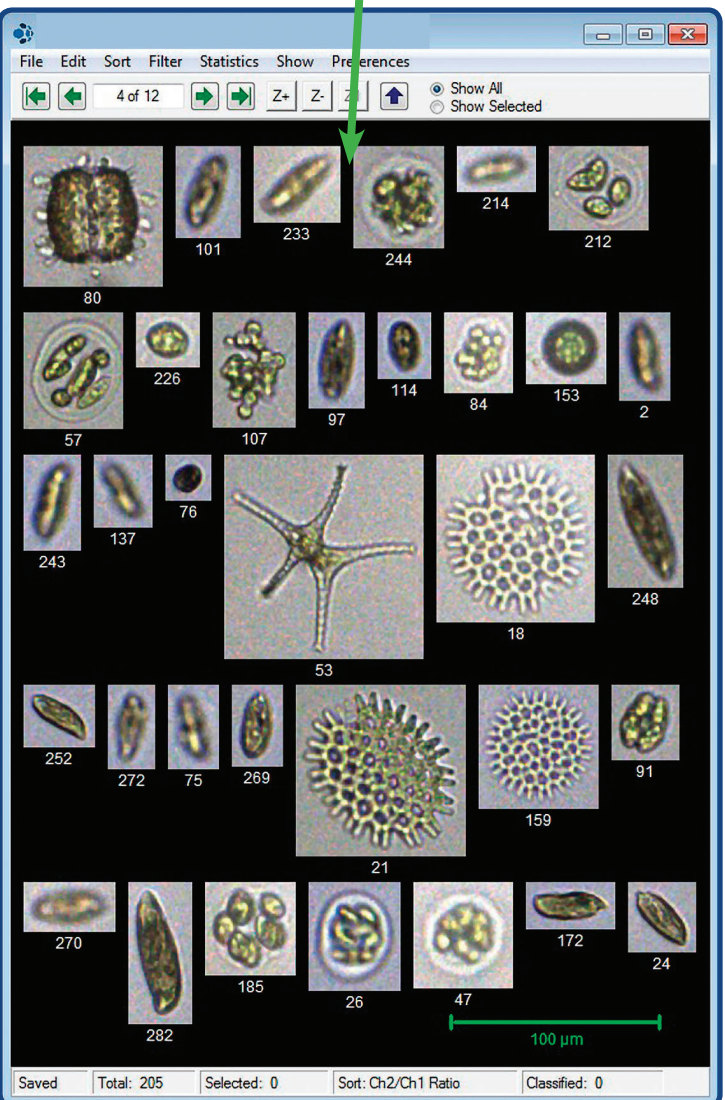 File Edit Sort Filter Statistics Show Preferences
4 of 12 Z+ Z- Show All
Show Selected
80 101 233 244 214 212
57 226 107 97 114 84 153 2
243 137 76 53 18 248
252 272 75 269 21 159 91
270 282 185 26 47 172 24
100 µm
Saved Total: 205 Selected: 0 Sort: Ch2/Ch1 Ratio Classified: 0